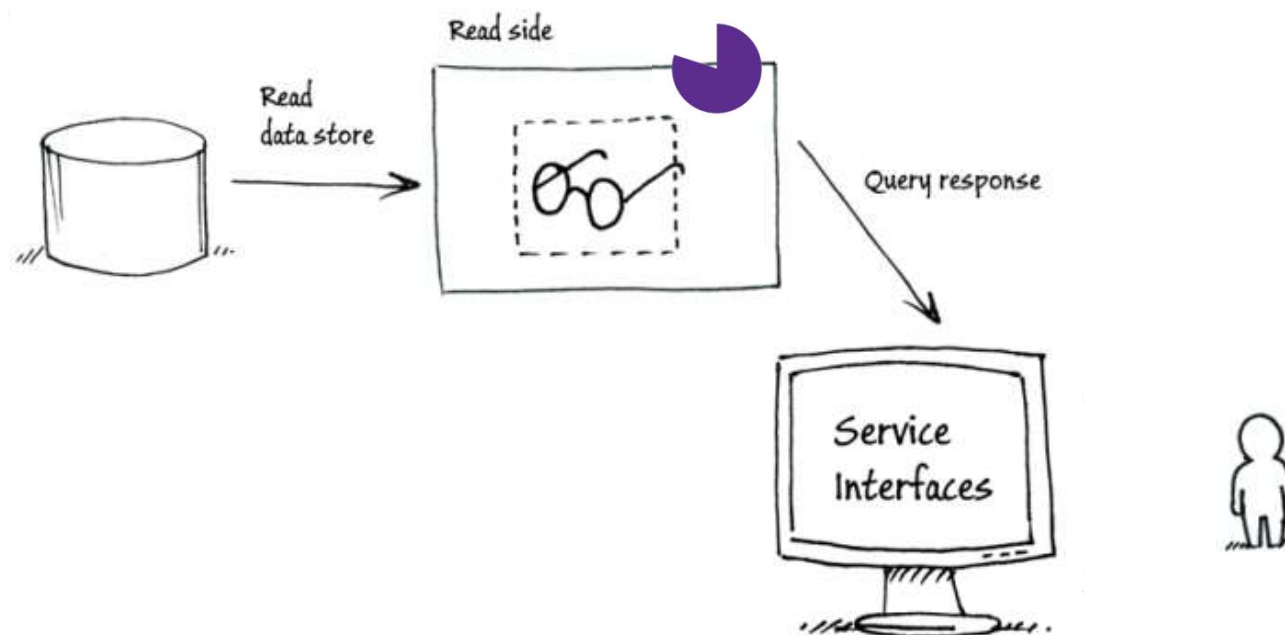 Read side
Read
data store
Query response
Service
Interfaces